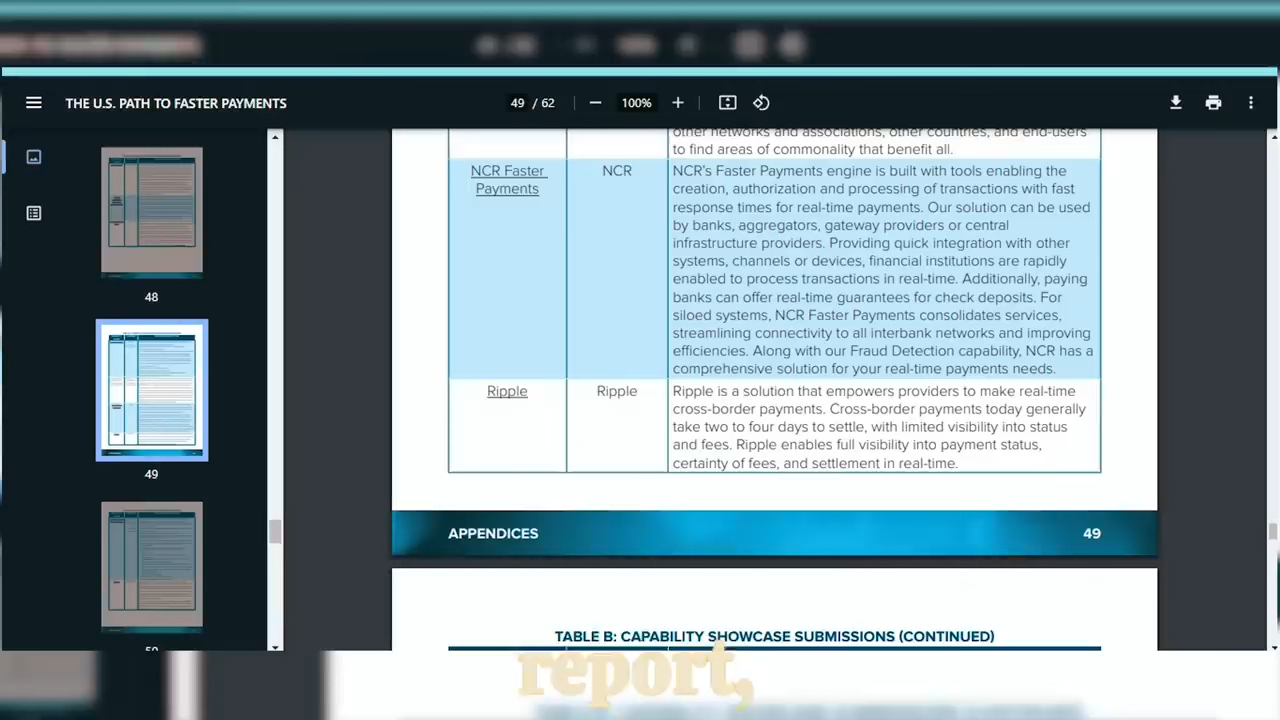 THE U.S. PATH TO FASTER PAYMENTS
49 / 62
100%
48
49
50
other networks and associations, other countries, and end-users
to find areas of commonality that benefit all.
NCR Faster
Payments
NCR
NCR's Faster Payments engine is built with tools enabling the
creation, authorization and processing of transactions with fast
response times for real-time payments. Our solution can be used
by banks, aggregators, gateway providers or central
infrastructure providers. Providing quick integration with other
systems, channels or devices, financial institutions are rapidly
enabled to process transactions in real-time. Additionally, paying
banks can offer real-time guarantees for check deposits. For
siloed systems, NCR Faster Payments consolidates services,
streamlining connectivity to all interbank networks and improving
efficiencies. Along with our Fraud Detection capability, NCR has a
comprehensive solution for your real-time payments needs.
Ripple
Ripple
Ripple is a solution that empowers providers to make real-time
cross-border payments. Cross-border payments today generally
take two to four days to settle, with limited visibility into status
and fees. Ripple enables full visibility into payment status,
certainty of fees, and settlement in real-time.
APPENDICES
49
TABLE B: CAPABILITY SHOWCASE SUBMISSIONS (CONTINUED)
report,